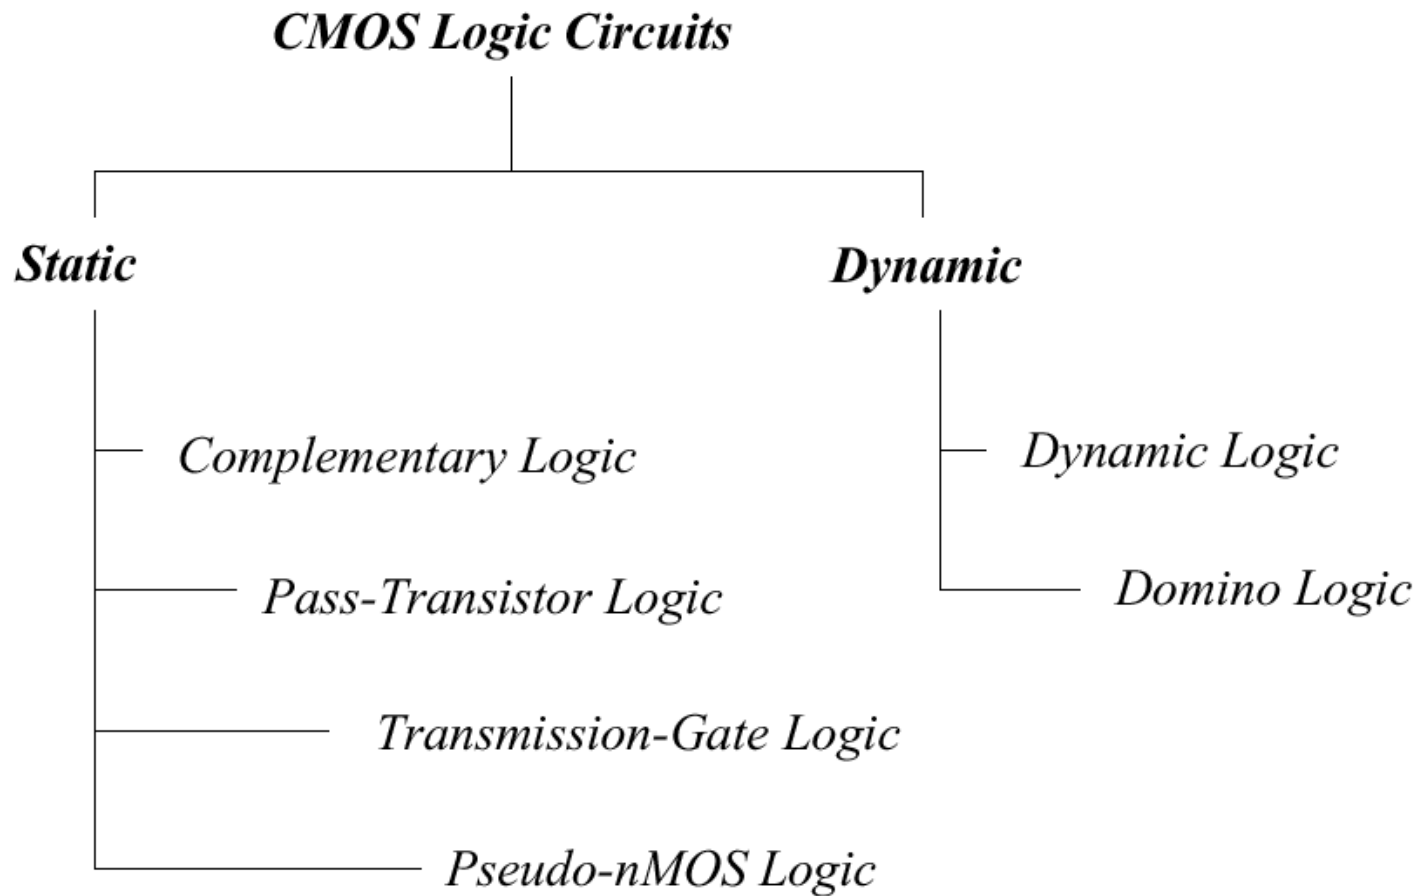 CMOS Logic Circuits
Static
Dynamic
Complementary Logic
Dynamic Logic
Pass-Transistor Logic
Domino Logic
Transmission-Gate Logic
Pseudo-nMOS Logic